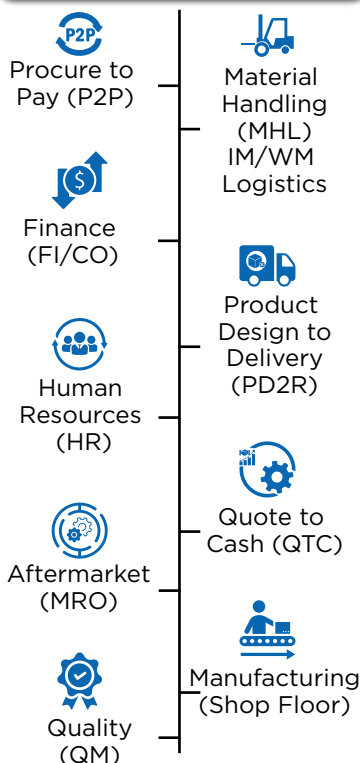 P2P
Procure to
Pay (P2P)
Material
Handling
(MHL)
IM/WM
Logistics
$
Finance
(FI/CO)
Product
Design to
Delivery
(PD2R)
Human
Resources
(HR)
Quote to
Cash (QTC)
Aftermarket
(MRO)
Manufacturing
(Shop Floor)
Quality
(QM)